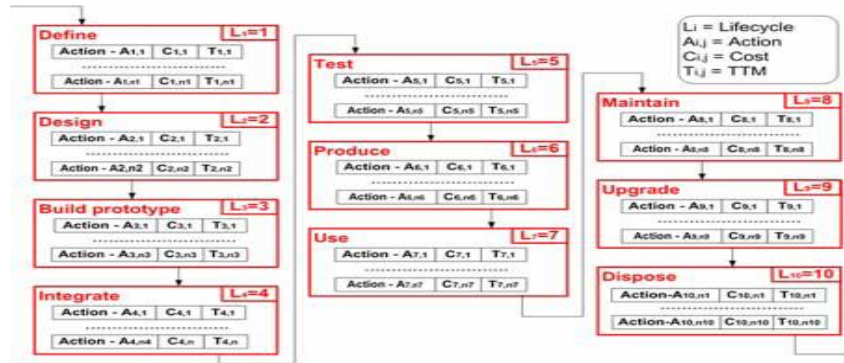 Define L1=1
Action - A1,1 C1,1 T1,1
Action - A1,n1 C1,n1 T1,n1
Design L2=2
Action - A2,1 C2,1 T2,1
Action - A2,n2 C2,n2 T2,n2
Build prototype L3=3
Action - A3,1 C3,1 T3,1
Action - A3,n3 C3,n3 T3,n3
Integrate L4=4
Action - A4,1 C4,1 T4,1
Action - A4,n4 C4,n T4,n
Test L5=5
Action - A5,1 C5,1 T5,1
Action - A5,n5 C5,n5 T5,n5
Produce L6=6
Action - A6,1 C6,1 T6,1
Action - A6,n6 C6,n6 T6,n6
Use L7=7
Action - A7,1 C7,1 T7,1
Action - A7,n7 C7,n7 T7,n7
Li = Lifecycle
Ai,j = Action
Ci,j = Cost
Ti,j = TTM
Maintain L8=8
Action - A8,1 C8,1 T8,1
Action - A8,n8 C8,n8 T8,n8
Upgrade L9=9
Action - A9,1 C9,1 T9,1
Action - A9,n9 C9,n9 T9,n9
Dispose L10=10
Action-A10,n1 C10,n1 T10,n1
Action-A10,n10 C10,n10 T10,n10